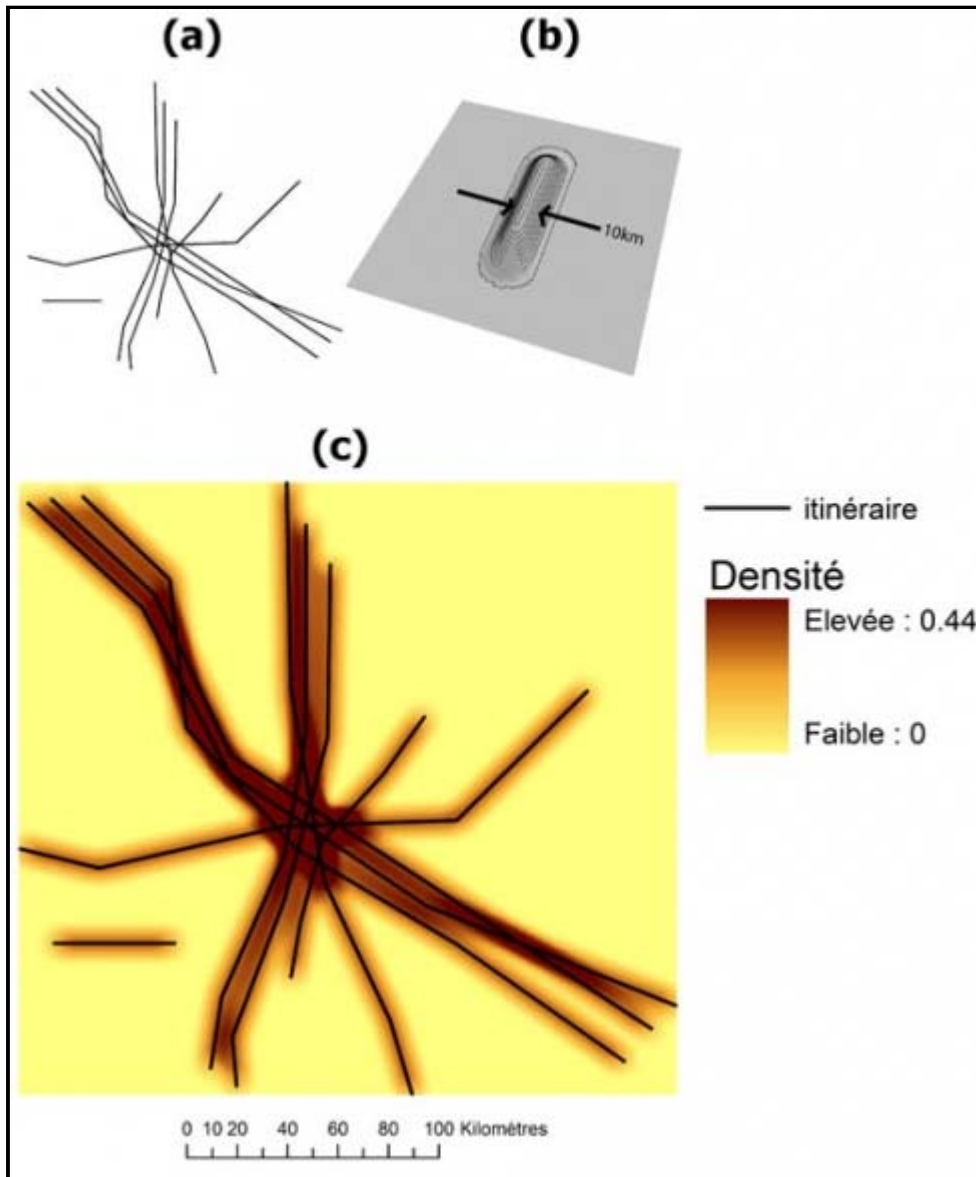 (a)
(b)
10km
(c)
itinéraire
Densité
Elevée : 0.44
Faible : 0
0 10 20 40 60 80 100 Kilomètres